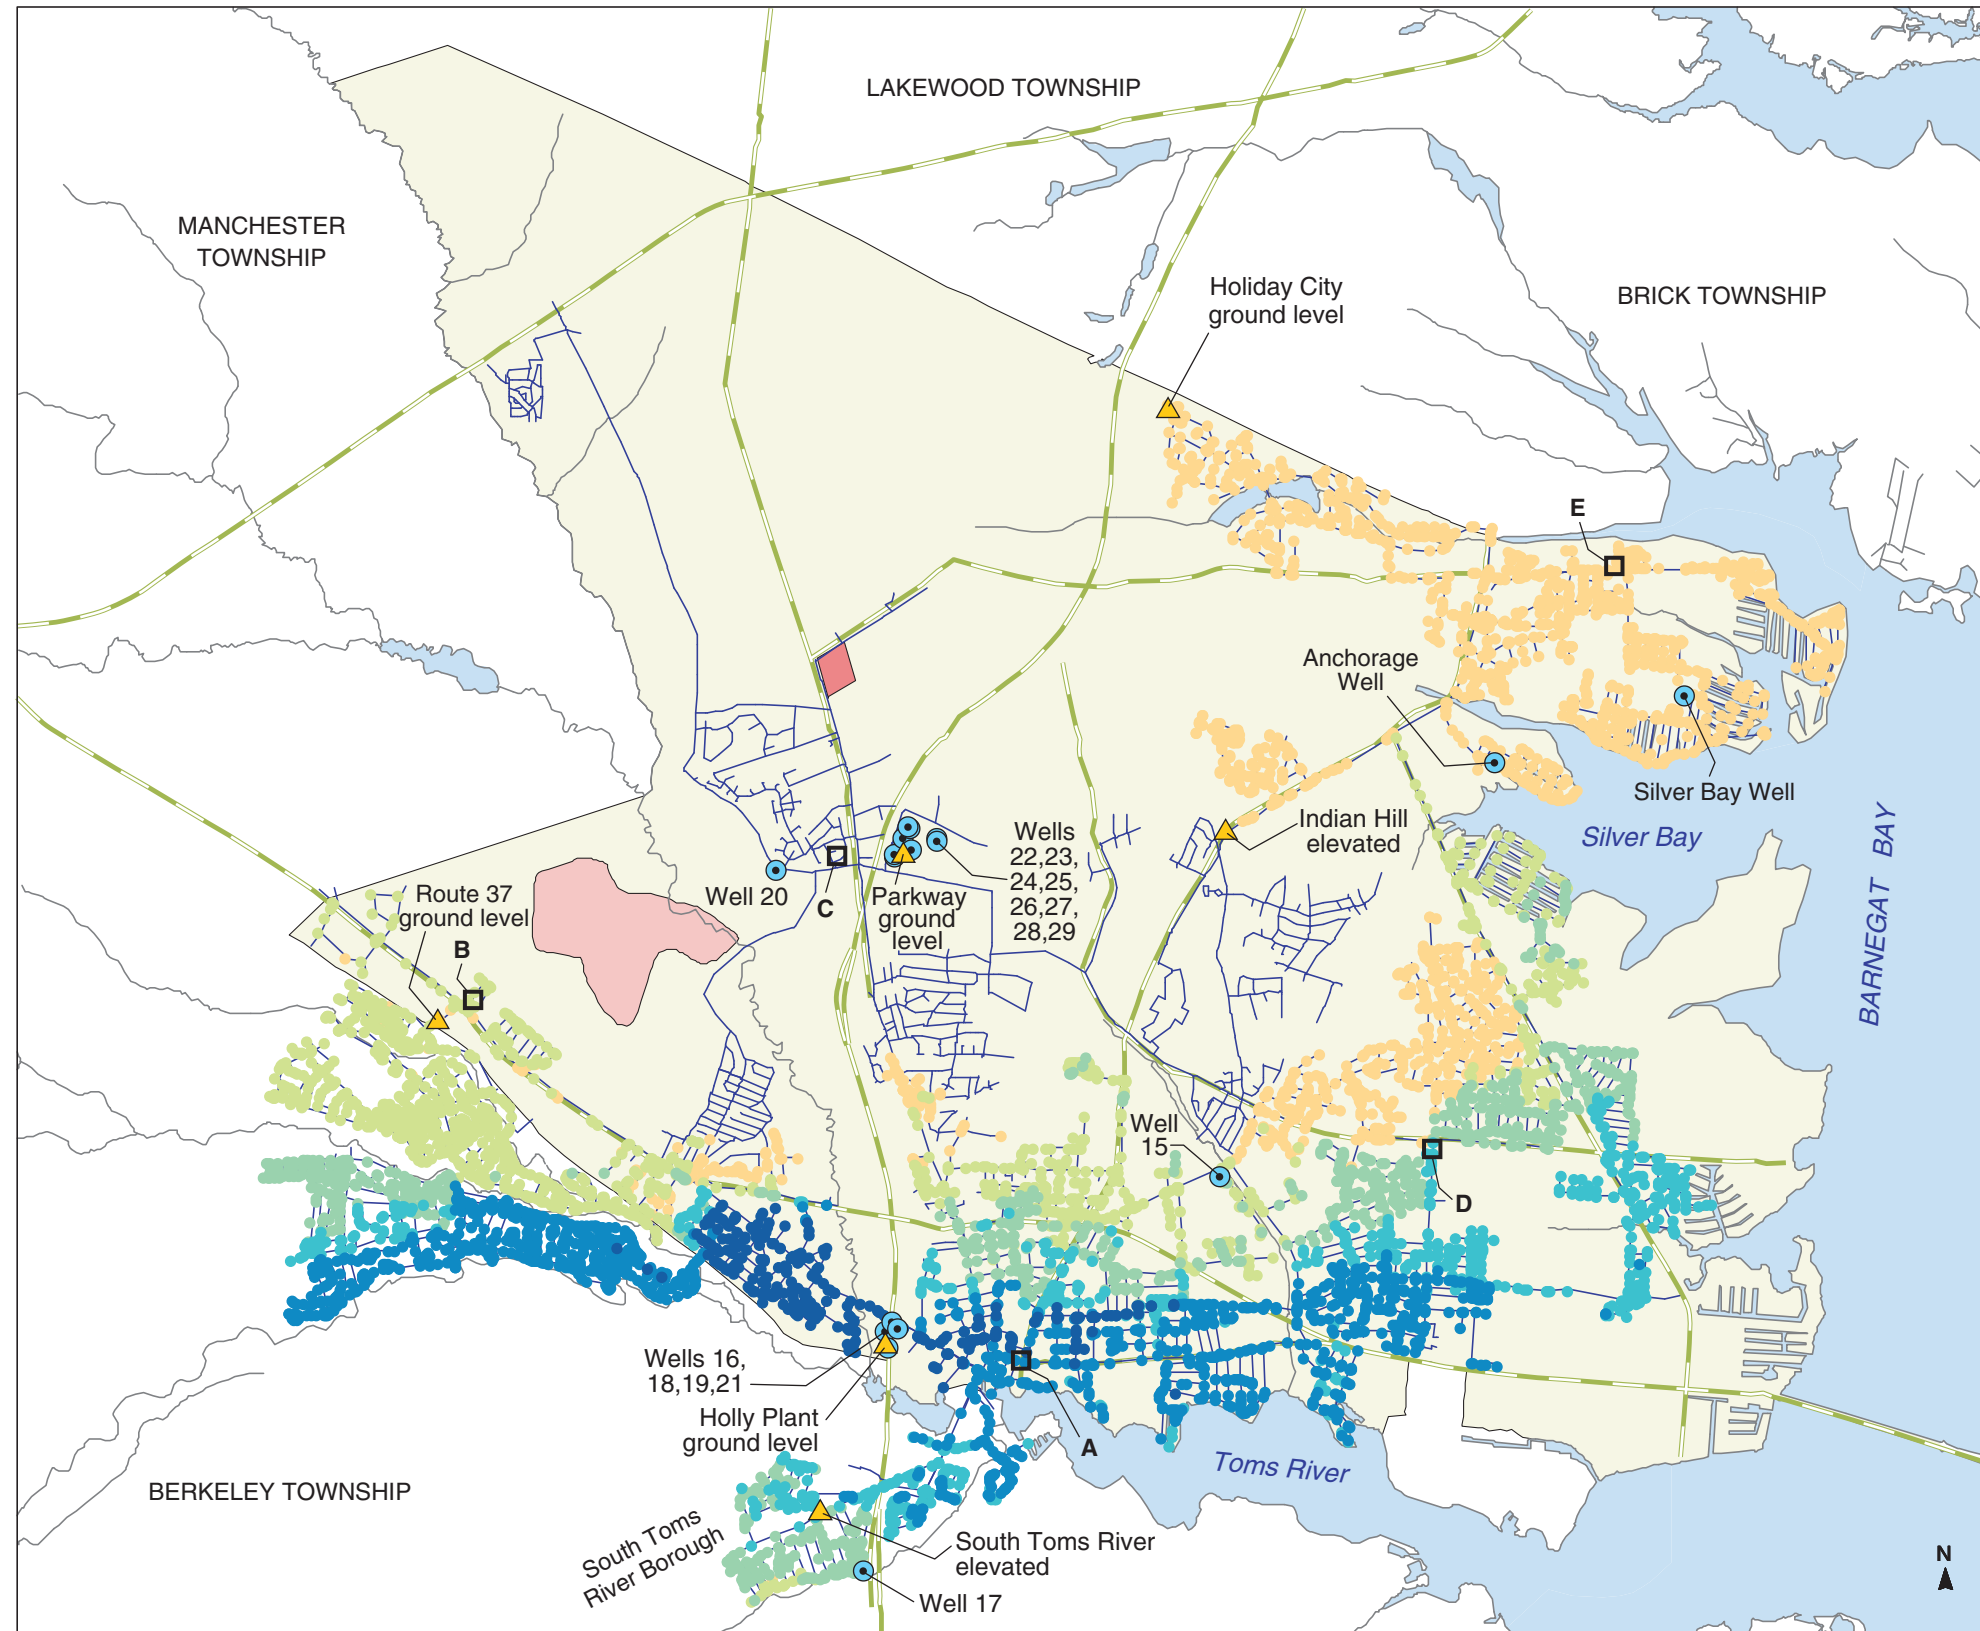 LAKEWOOD TOWNSHIP
MANCHESTER
TOWNSHIP
Holiday City
ground level
BRICK TOWNSHIP
E
Anchorage
Well
Silver Bay Well
Indian Hill
elevated
Silver Bay
BARNEGAT BAY
Wells
22,23,
24,25,
26,27,
28,29
Well 20
C
Parkway
ground
level
Route 37
ground level
B
Well
15
D
Wells 16,
18,19,21
Holly Plant
ground level
A
Toms River
BERKELEY TOWNSHIP
South Toms
River Borough
South Toms River
elevated
Well 17
N